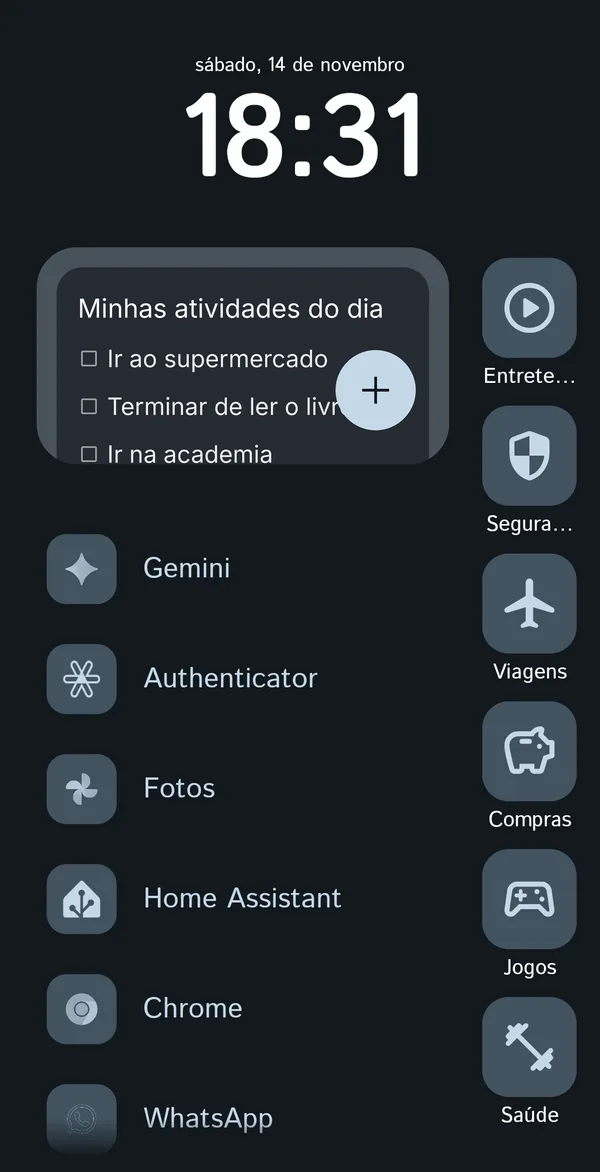 sábado, 14 de novembro
18:31
Minhas atividades do dia
Ir ao supermercado
Terminar de ler o livr
Ir na academia
Gemini
Authenticator
Fotos
Home Assistant
Chrome
WhatsApp
Entrete...
Segura...
Viagens
Compras
Jogos
Saúde